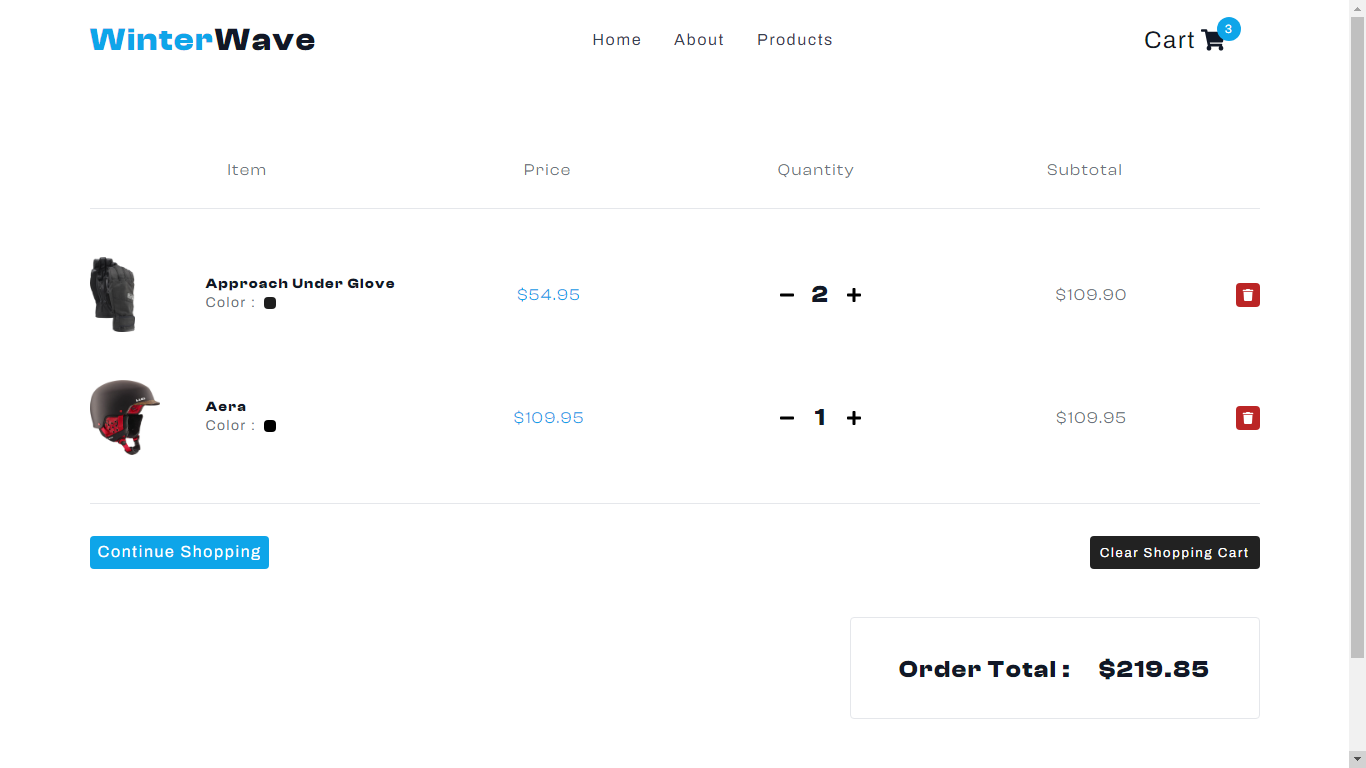 WinterWave
Home About Products
Cart 3
Item Price Quantity Subtotal
Approach Under Glove
Color :
$54.95 2 $109.90
Aera
Color :
$109.95 1 $109.95
Continue Shopping
Clear Shopping Cart
Order Total : $219.85